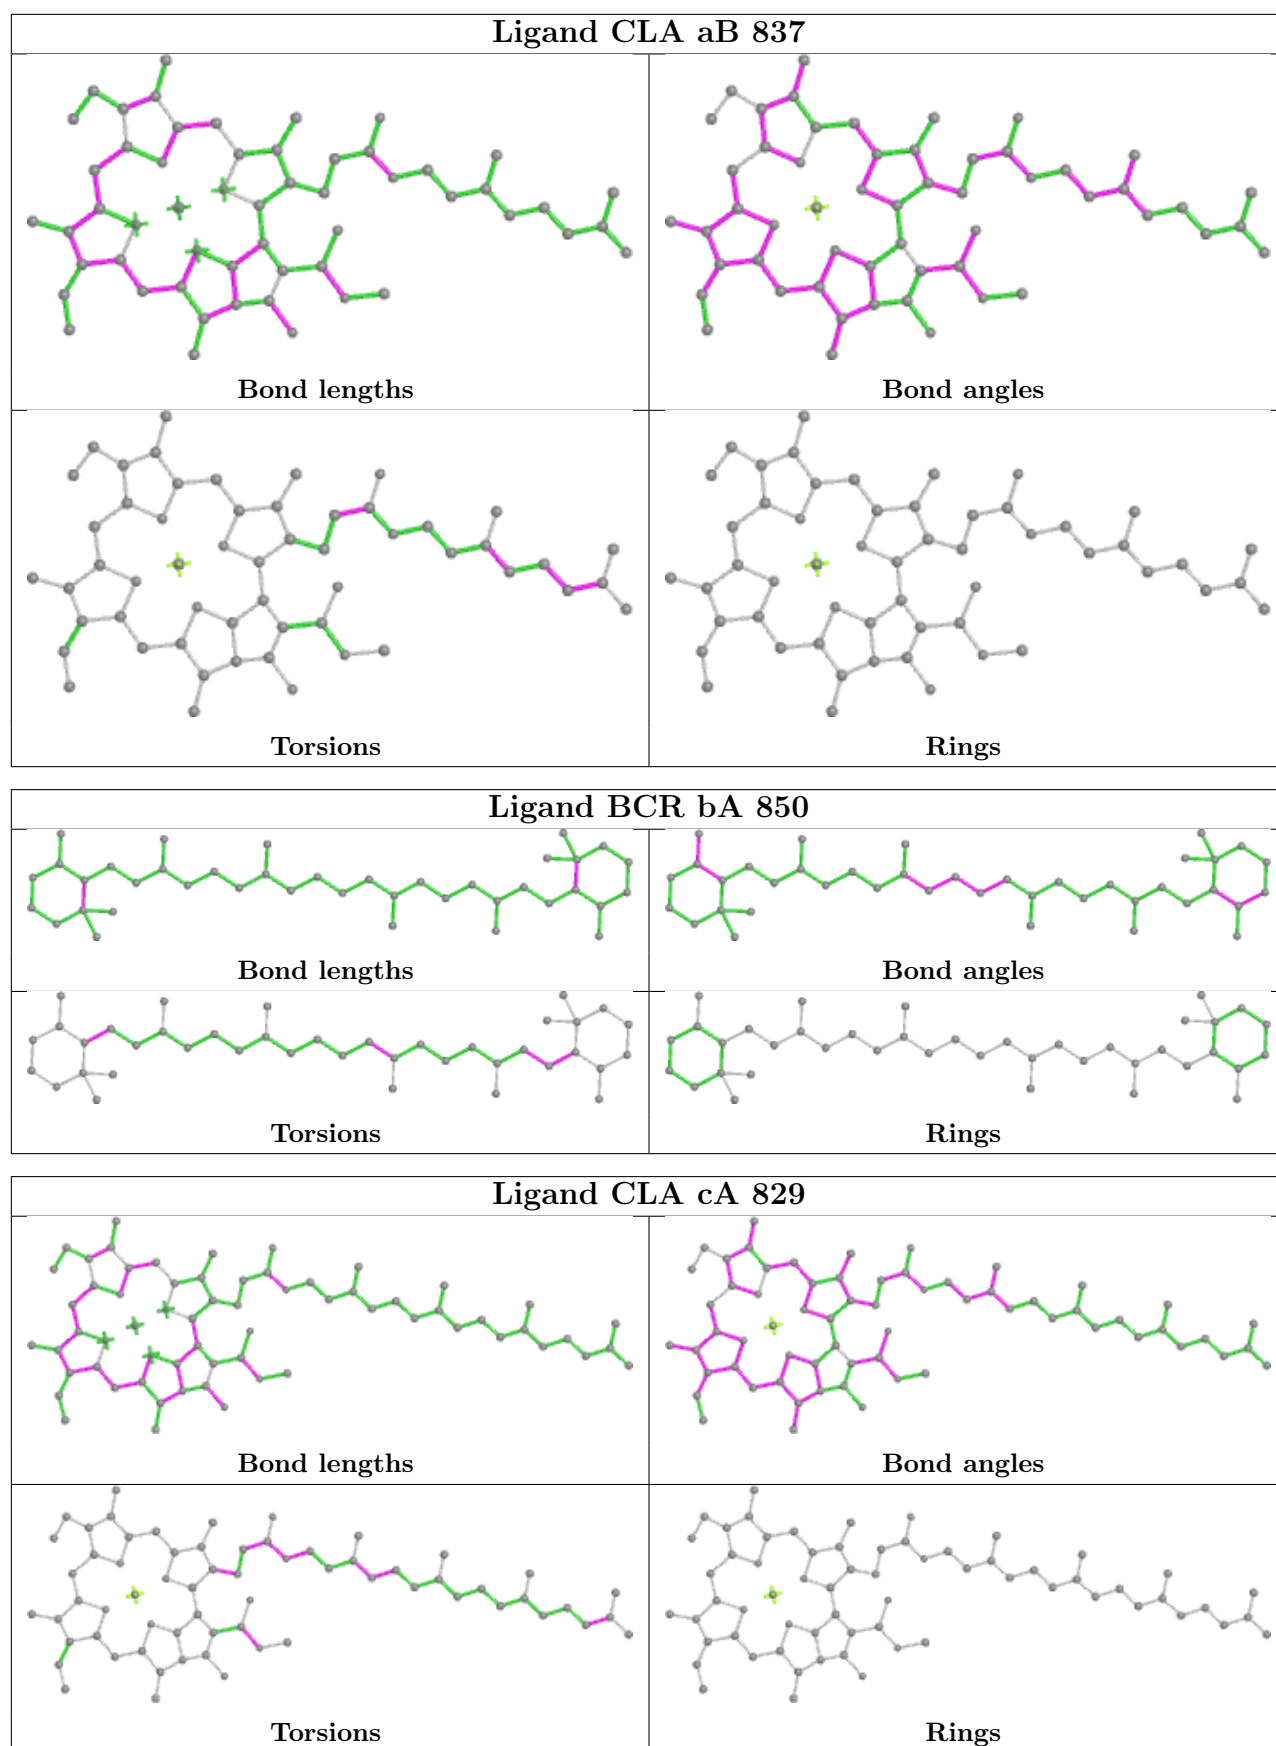 Ligand CLA aB 837
Bond lengths
Bond angles
Torsions
Rings
Ligand BCR bA 850
Bond lengths
Bond angles
Torsions
Rings
Ligand CLA cA 829
Bond lengths
Bond angles
Torsions
Rings